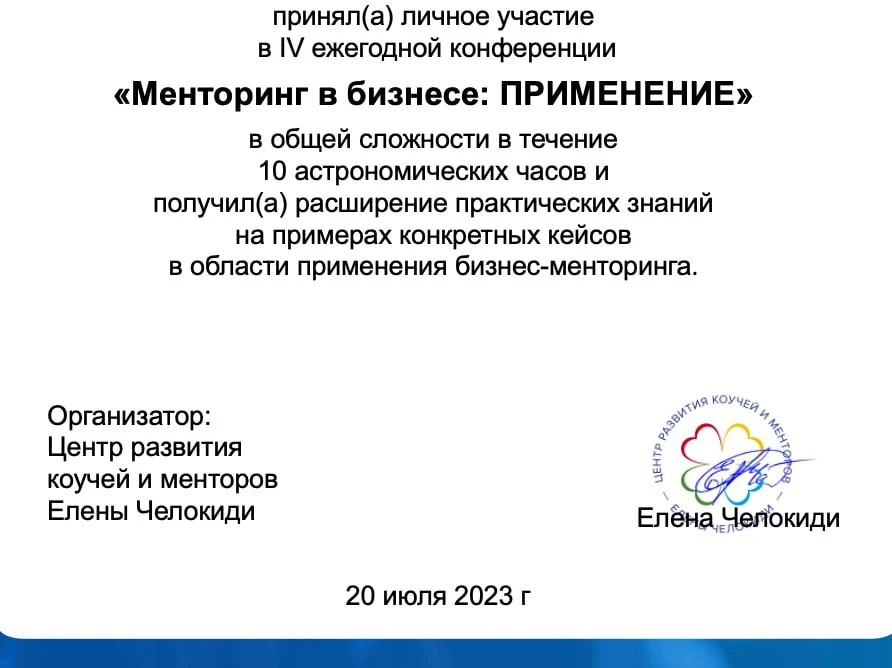 принял(а) личное участие
в IV ежегодной конференции
«Менторинг в бизнесе: ПРИМЕНЕНИЕ»
в общей сложности в течение
10 астрономических часов и
получил(а) расширение практических знаний
на примерах конкретных кейсов
в области применения бизнес-менторинга.
Организатор:
Центр развития
коучей и менторов
Елены Челокиди
ЦЕНТР РАЗВИТИЯ КОУЧЕЙ И МЕНТОРОВ
ЕЛЕНЫ ЧЕЛОКИДИ
Елена Челокиди
20 июля 2023 г